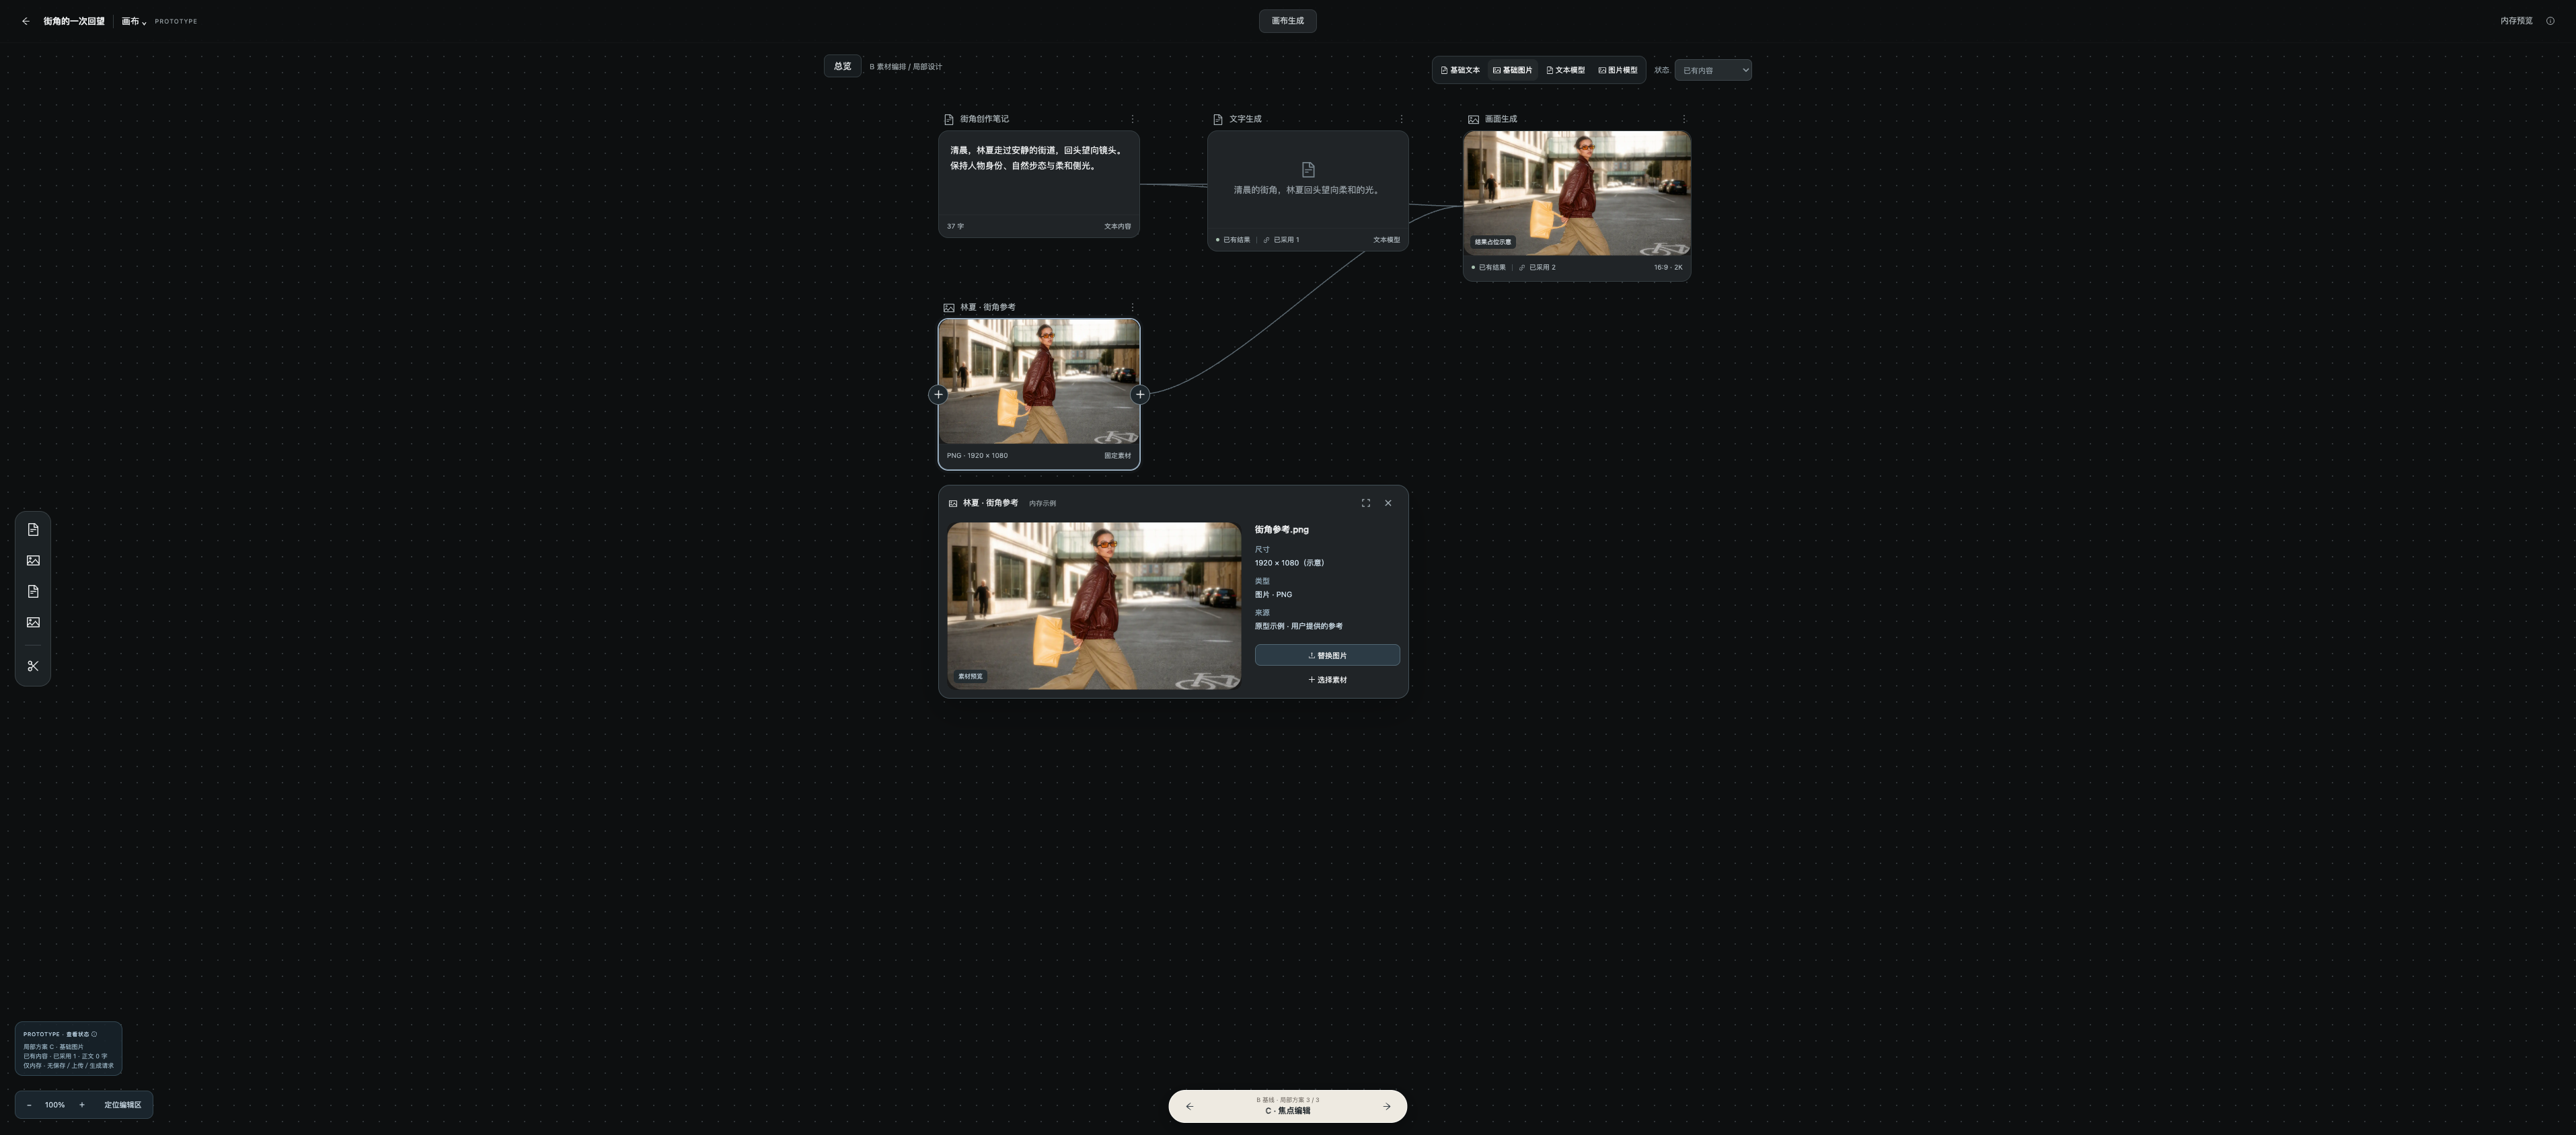 街角的一次回望
画布
PROTOTYPE
画布生成
内存预览
总览
B 素材编排 / 局部设计
基础文本
基础图片
文本模型
图片模型
状态
已有内容
街角创作笔记
清晨，林夏走过安静的街道，回头望向镜头。
保持人物身份、自然步态与柔和侧光。
37 字
文本内容
文字生成
清晨的街角，林夏回头望向柔和的光。
已有结果
已采用 1
文本模型
画面生成
结果占位示意
已有结果
已采用 2
16:9 · 2K
林夏 · 街角参考
PNG · 1920 × 1080
固定素材
林夏 · 街角参考
内存示例
素材预览
街角参考.png
尺寸
1920 × 1080（示意）
类型
图片 · PNG
来源
原型示例 · 用户提供的参考
替换图片
选择素材
PROTOTYPE · 查看状态
局部方案 C · 基础图片
已有内容 · 已采用 1 · 正文 0 字
仅内存 · 无保存 / 上传 / 生成请求
− 100% +
定位编辑区
B 基线 · 局部方案 3 / 3
C · 焦点编辑